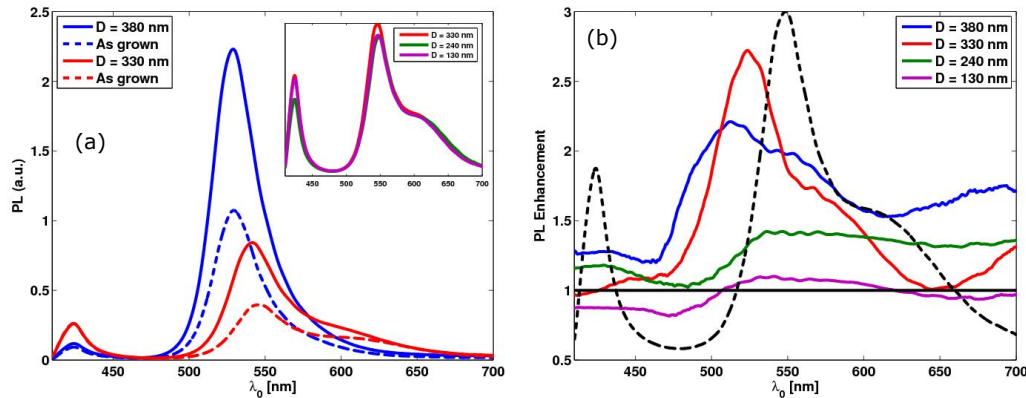 (a)
PL (a.u.)
2.5
2
1.5
1
0.5
0
450
500
550
600
650
700
λ0 [nm]
D = 380 nm
As grown
D = 330 nm
As grown
D = 330 nm
D = 240 nm
D = 130 nm
450
500
550
600
650
700
(b)
PL Enhancement
3
2.5
2
1.5
1
0.5
450
500
550
600
650
700
λ0 [nm]
D = 380 nm
D = 330 nm
D = 240 nm
D = 130 nm